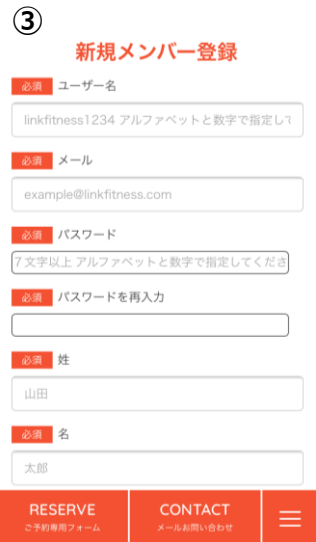 ③
新規メンバー登録
必須 ユーザー名
linkfitness1234 アルファベットと数字で指定して
必須 メール
example@linkfitness.com
必須 パスワード
7文字以上 アルファベットと数字で指定してくださ
必須 パスワードを再入力
必須 姓
山田
必須 名
太郎
RESERVE
ご予約専用フォーム
CONTACT
メールお問い合わせ